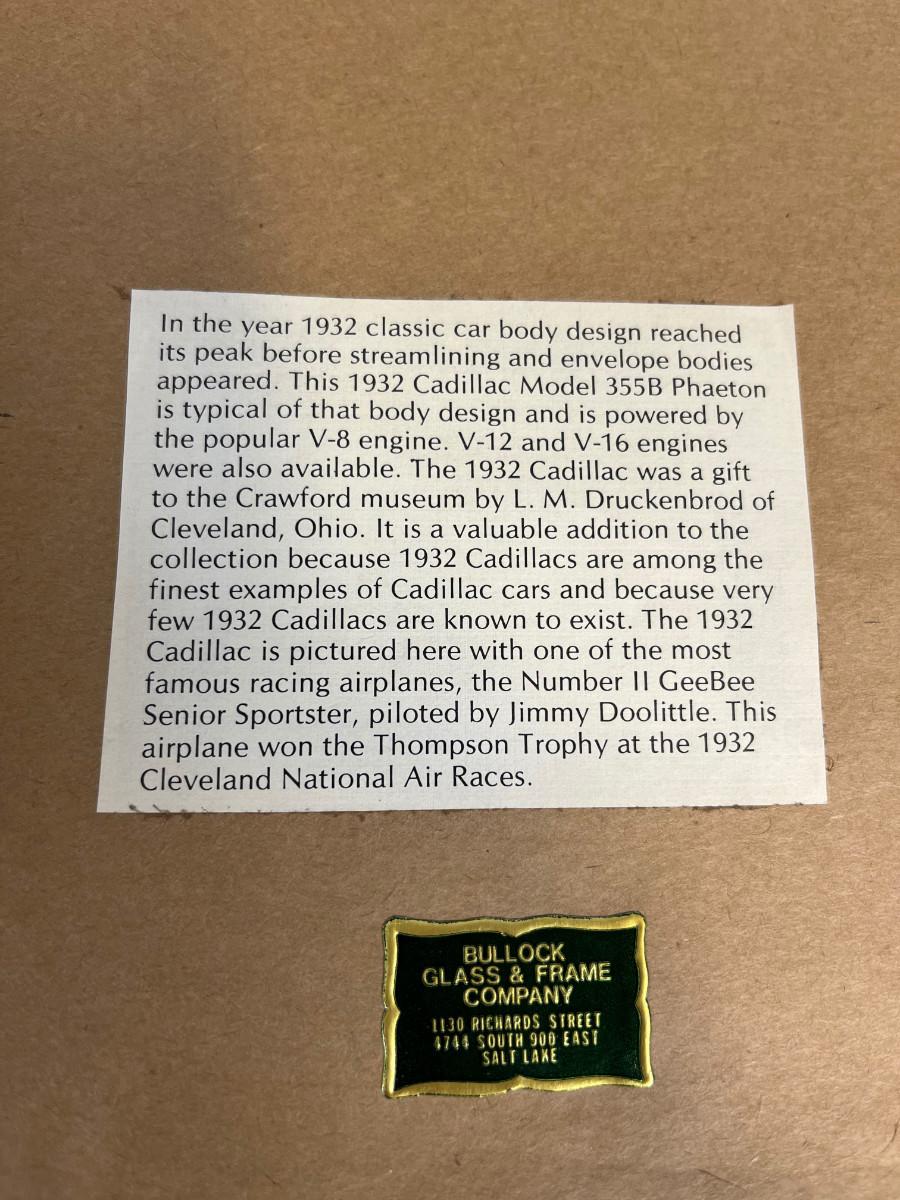 In the year 1932 classic car body design reached
its peak before streamlining and envelope bodies
appeared. This 1932 Cadillac Model 355B Phaeton
is typical of that body design and is powered by
the popular V-8 engine. V-12 and V-16 engines
were also available. The 1932 Cadillac was a gift
to the Crawford museum by L. M. Druckenbrod of
Cleveland, Ohio. It is a valuable addition to the
collection because 1932 Cadillacs are among the
finest examples of Cadillac cars and because very
few 1932 Cadillacs are known to exist. The 1932
Cadillac is pictured here with one of the most
famous racing airplanes, the Number II GeeBee
Senior Sportster, piloted by Jimmy Doolittle. This
airplane won the Thompson Trophy at the 1932
Cleveland National Air Races.
BULLOCK
GLASS & FRAME
COMPANY
1130 RICHARDS STREET
4744 SOUTH 900 EAST
SALT LAKE